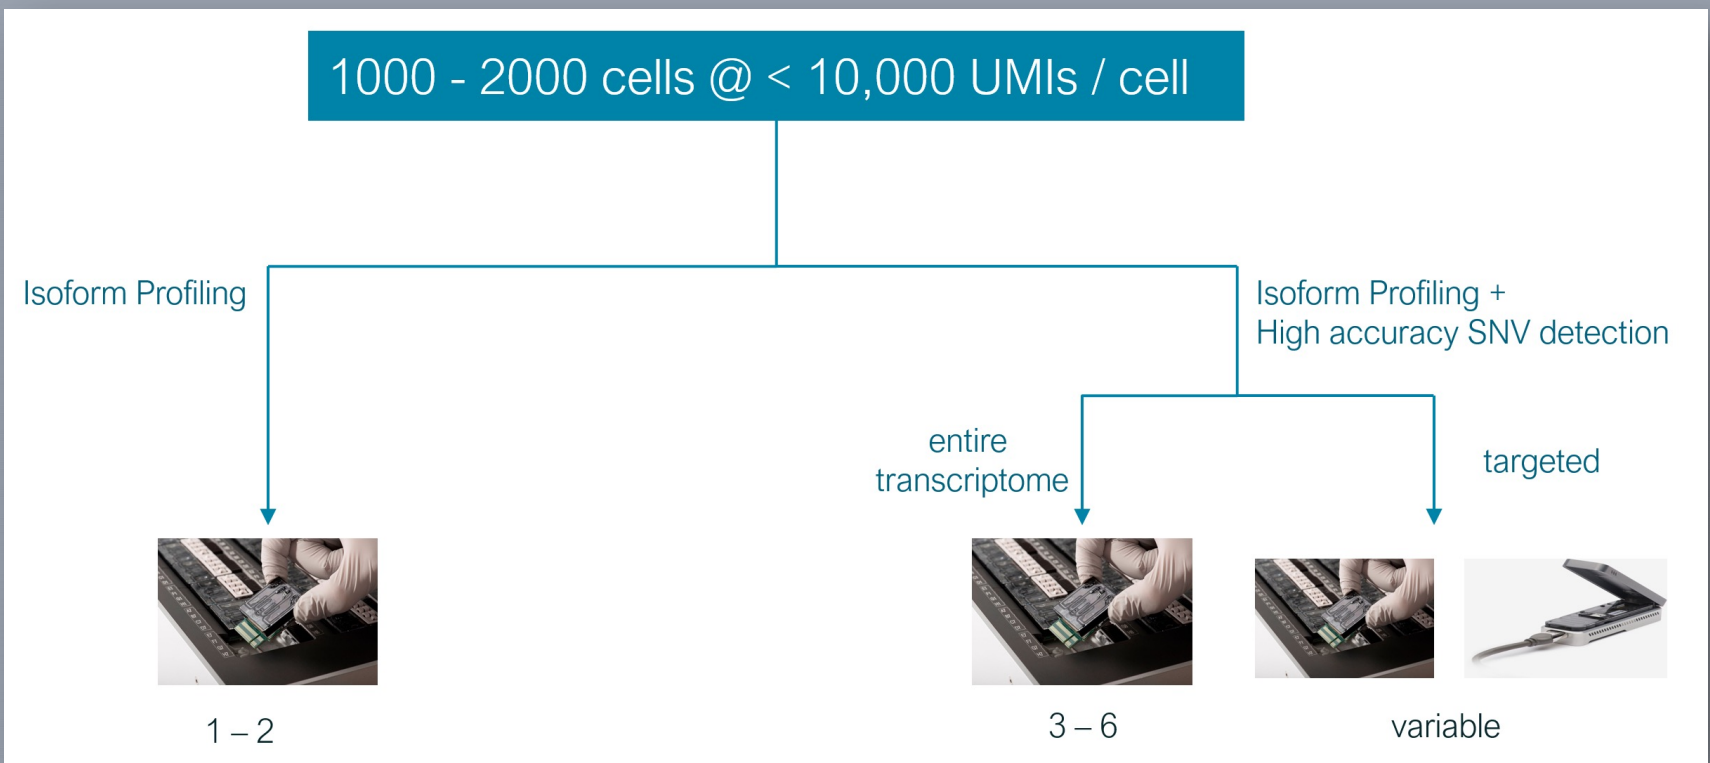 1000 - 2000 cells @ < 10,000 UMIs / cell
Isoform Profiling
Isoform Profiling +
High accuracy SNV detection
entire
transcriptome
targeted
1 – 2
3 – 6
variable